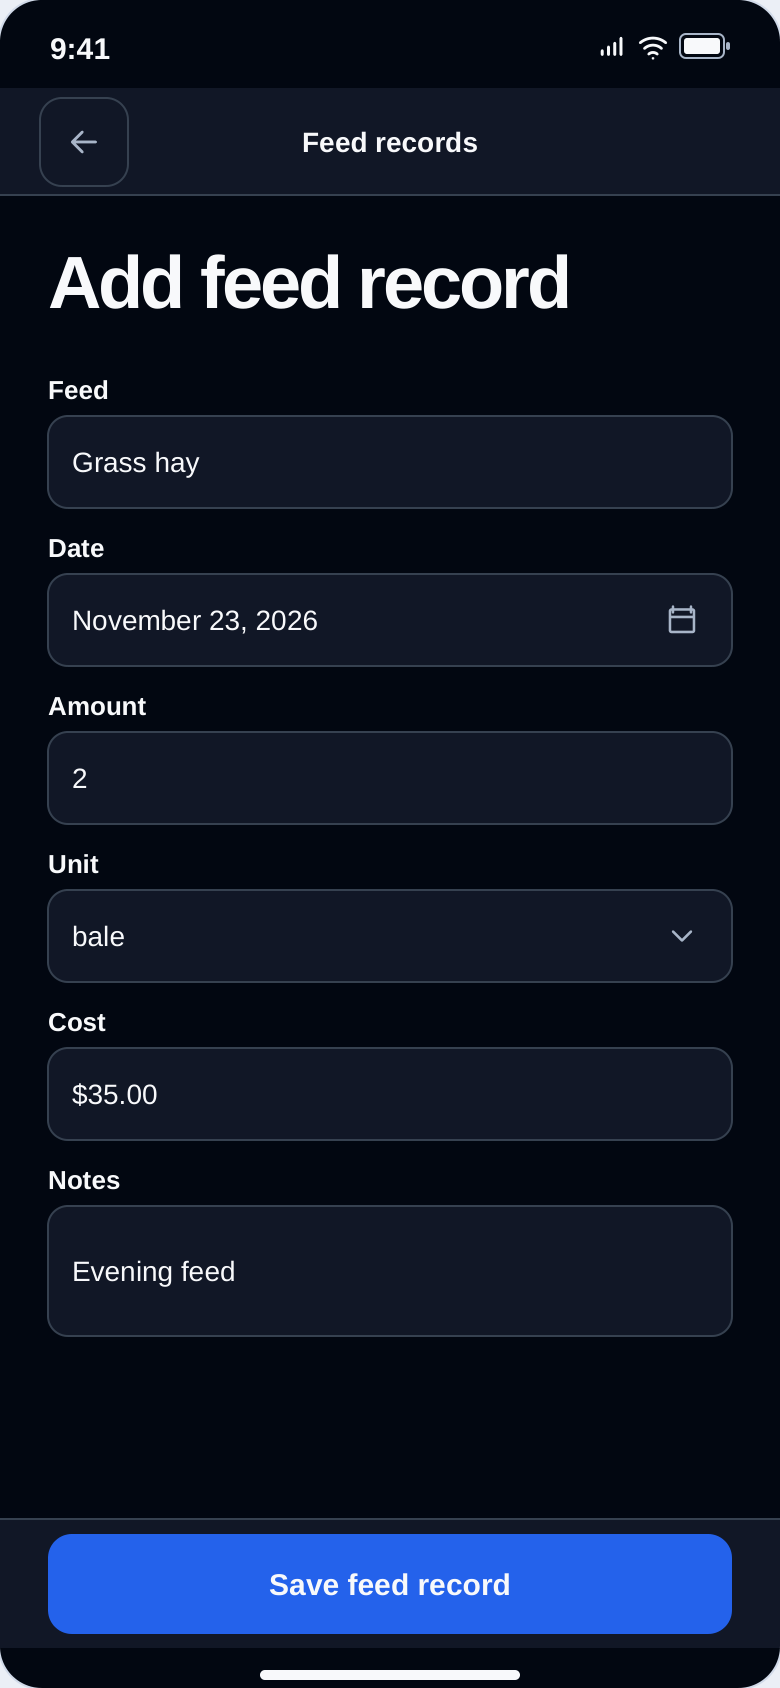 9:41
Feed records
Add feed record
Feed
Grass hay
Date
November 23, 2026
Amount
2
Unit
bale
Cost
$35.00
Notes
Evening feed
Save feed record